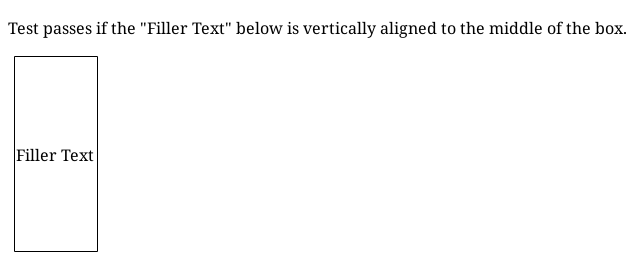 Test passes if the "Filler Text" below is vertically aligned to the middle of the box.
Filler Text